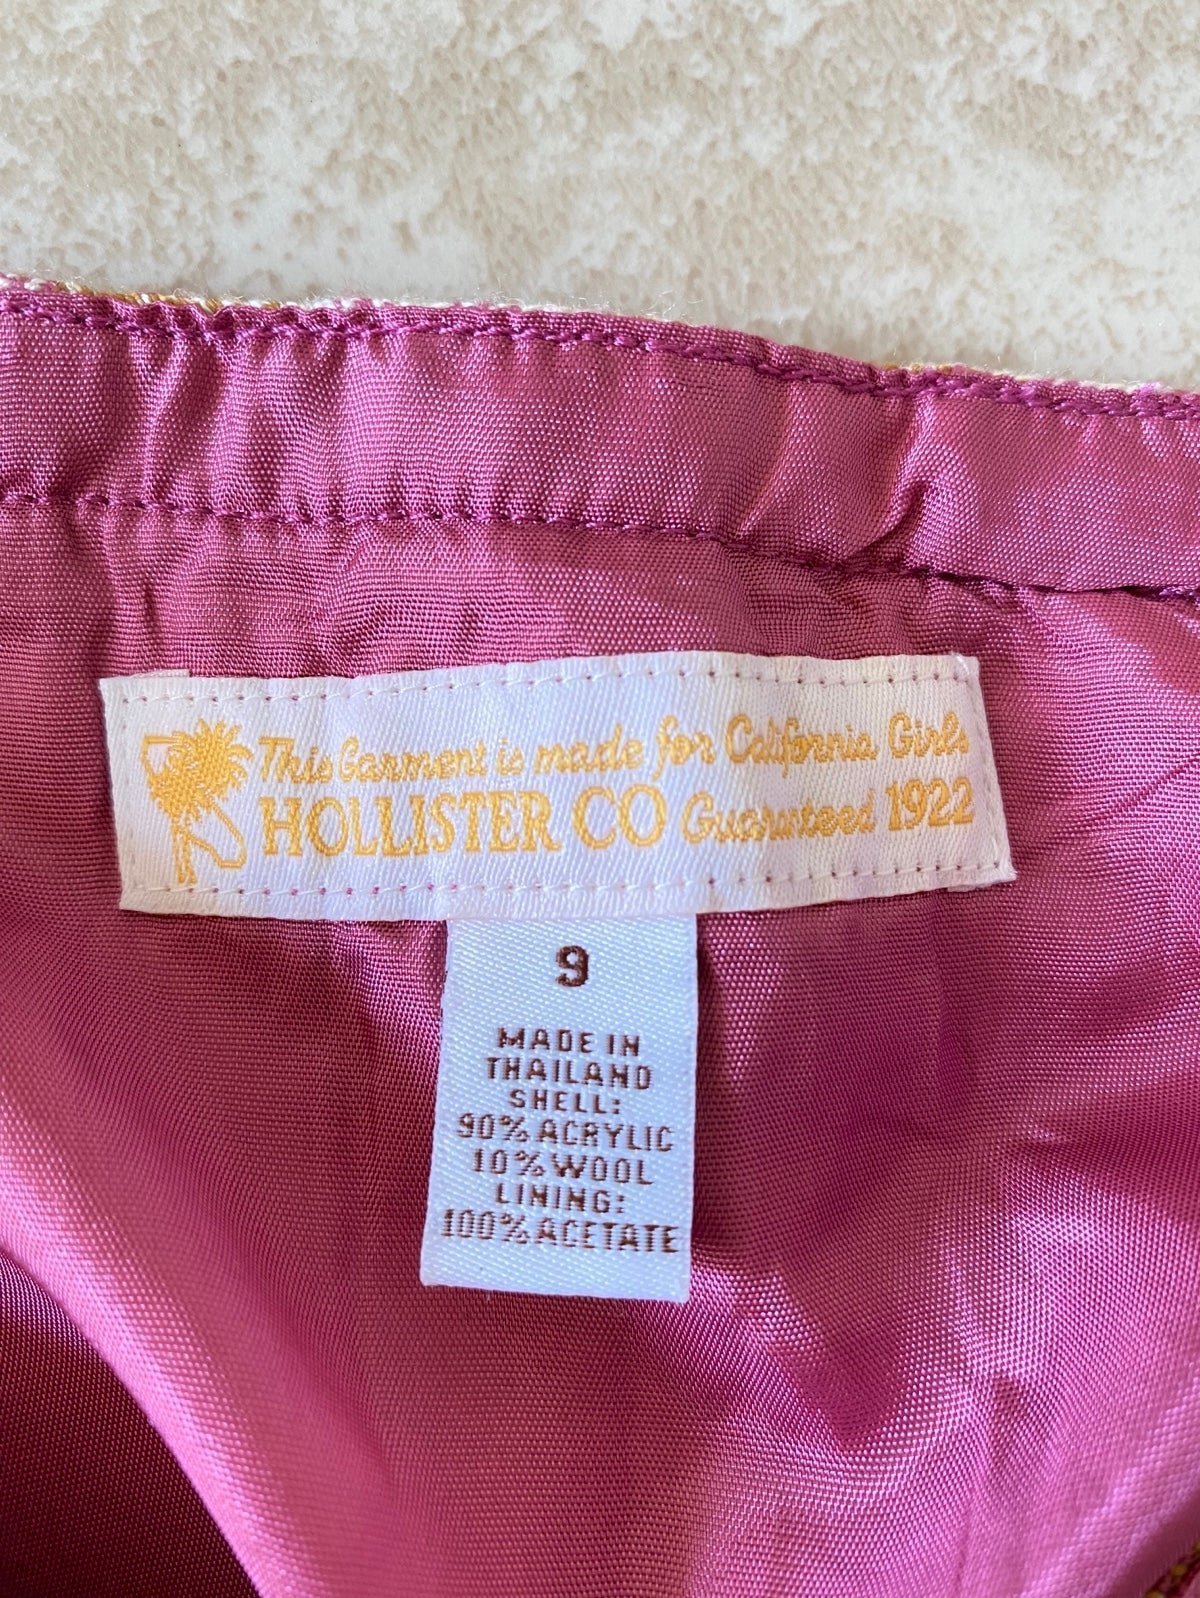 This Garment is made for California Girls
HOLLISTER CO Guaranteed 1922
9
MADE IN
THAILAND
SHELL:
90% ACRYLIC
10% WOOL
LINING:
100% ACETATE